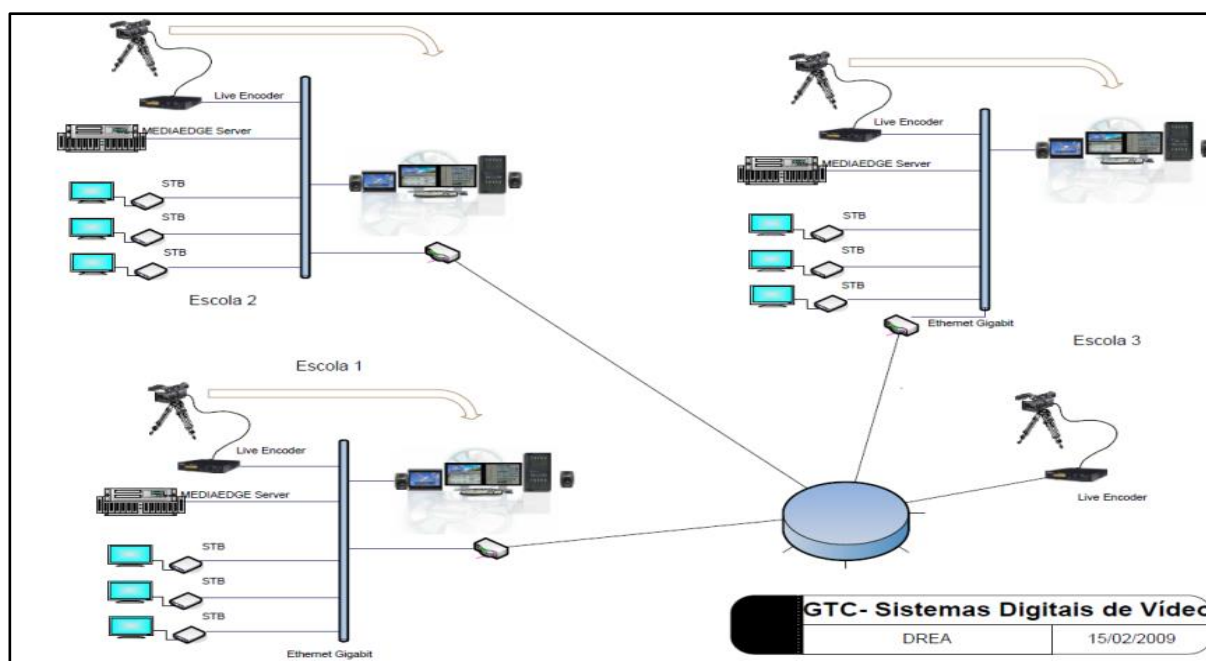 Live Encoder
MEDIAEDGE Server
STB
STB
STB
Escola 2
Live Encoder
MEDIAEDGE Server
STB
STB
STB
Ethernet Gigabit
Escola 3
Escola 1
Live Encoder
MEDIAEDGE Server
STB
STB
STB
Ethernet Gigabit
Live Encoder
GTC- Sistemas Digitais de Vídeo
DREA
15/02/2009